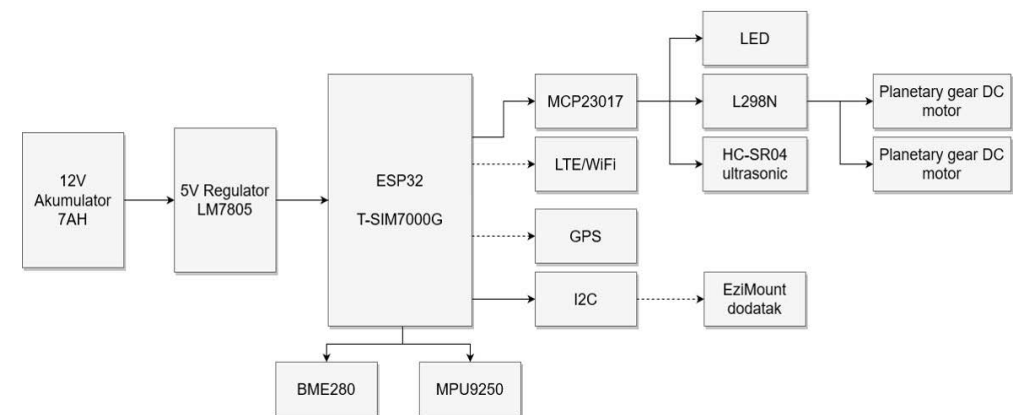 12V
Akumulator
7AH
5V Regulator
LM7805
ESP32
T-SIM7000G
MCP23017
LTE/WiFi
GPS
I2C
LED
L298N
HC-SR04
ultrasonic
EziMount
dodatak
Planetary gear DC
motor
Planetary gear DC
motor
BME280
MPU9250